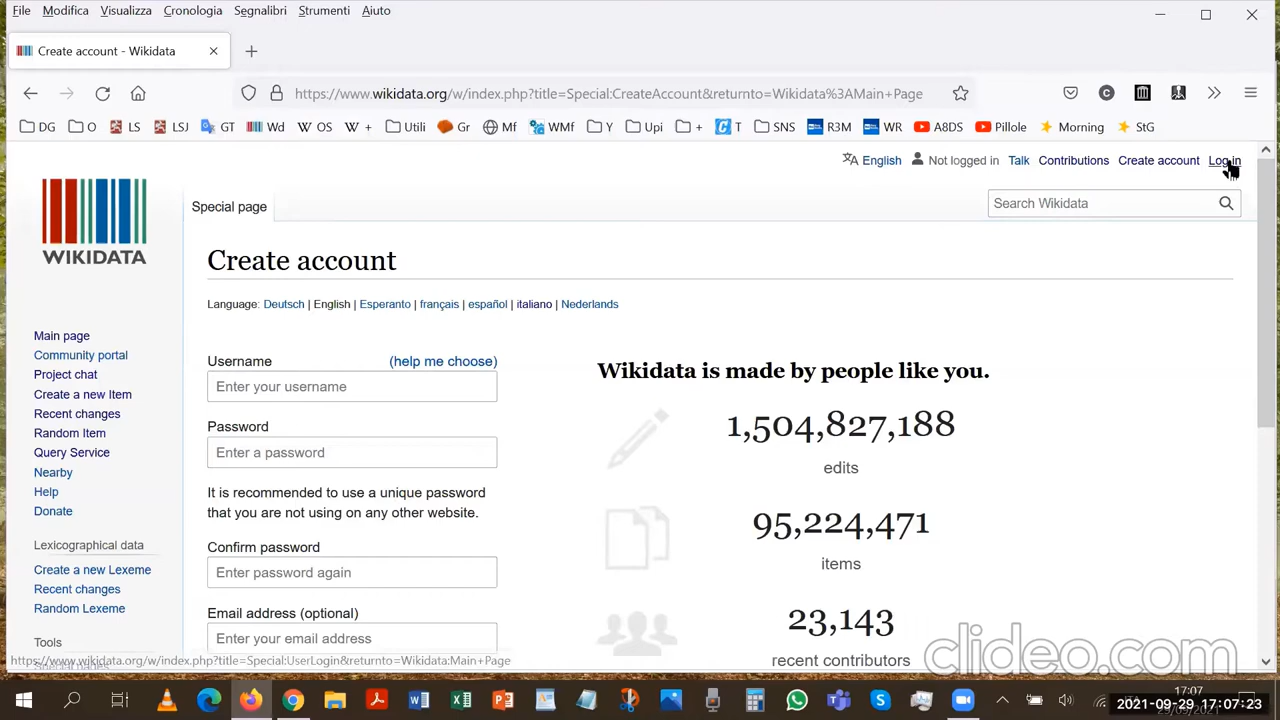 File Modifica Visualizza Cronologia Segnalibri Strumenti Aiuto
Create account - Wikidata
https://www.wikidata.org/w/index.php?title=Special:CreateAccount&returnto=Wikidata%3AMain+Page
DG O LS LSJ GT Wd OS + Utili Gr Mf WMf Y Upi + T SNS R3M WR A8DS Pillole Morning StG
English Not logged in Talk Contributions Create account Log in
Special page
Search Wikidata
WIKIDATA
Create account
Language: Deutsch | English | Esperanto | français | español | italiano | Nederlands
Main page
Community portal
Project chat
Create a new Item
Recent changes
Random Item
Query Service
Nearby
Help
Donate
Lexicographical data
Create a new Lexeme
Recent changes
Random Lexeme
Tools
Username (help me choose)
Enter your username
Password
Enter a password
It is recommended to use a unique password
that you are not using on any other website.
Confirm password
Enter password again
Email address (optional)
Enter your email address
Wikidata is made by people like you.
1,504,827,188
edits
95,224,471
items
23,143
recent contributors
https://www.wikidata.org/w/index.php?title=Special:UserLogin&returnto=Wikidata:Main Page
clideo.com
17:07
2021-09-29 17:07:23